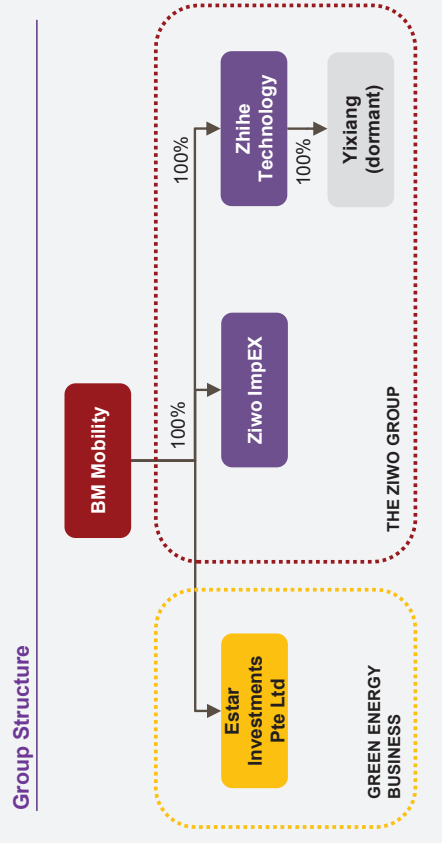 Group Structure
BM Mobility
100%
100%
Estar
Investments
Pte Ltd
Ziwo ImpEX
Zhihe
Technology
100%
Yixiang
(dormant)
GREEN ENERGY
BUSINESS
THE ZIWO GROUP